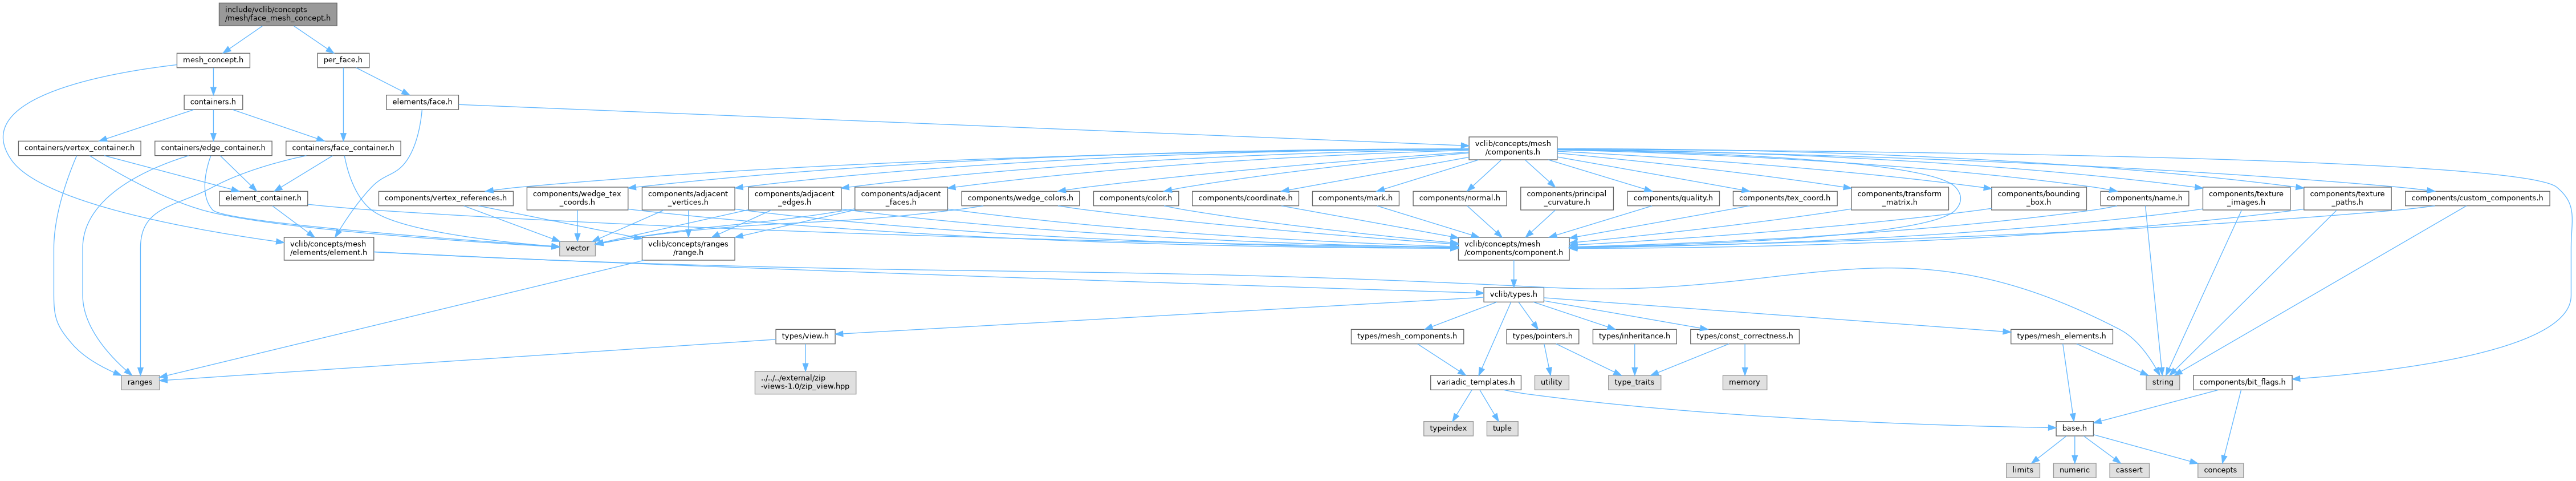 include/vclib/concepts
/mesh/face_mesh_concept.h
mesh_concept.h
per_face.h
containers.h
elements/face.h
containers/vertex_container.h
containers/edge_container.h
containers/face_container.h
vclib/concepts/mesh
/components.h
element_container.h
components/vertex_references.h
components/wedge_tex
_coords.h
components/adjacent
_vertices.h
components/adjacent
_edges.h
components/adjacent
_faces.h
components/wedge_colors.h
components/color.h
components/coordinate.h
components/mark.h
components/normal.h
components/principal
_curvature.h
components/quality.h
components/tex_coord.h
components/transform
_matrix.h
components/bounding
_box.h
components/name.h
components/texture
_images.h
components/texture
_paths.h
components/custom_components.h
vclib/concepts/mesh
/elements/element.h
vector
vclib/concepts/ranges
/range.h
vclib/concepts/mesh
/components/component.h
vclib/types.h
types/view.h
types/mesh_components.h
types/pointers.h
types/inheritance.h
types/const_correctness.h
types/mesh_elements.h
ranges
../../../external/zip
-views-1.0/zip_view.hpp
variadic_templates.h
utility
type_traits
memory
string
components/bit_flags.h
typeindex
tuple
base.h
limits
numeric
cassert
concepts